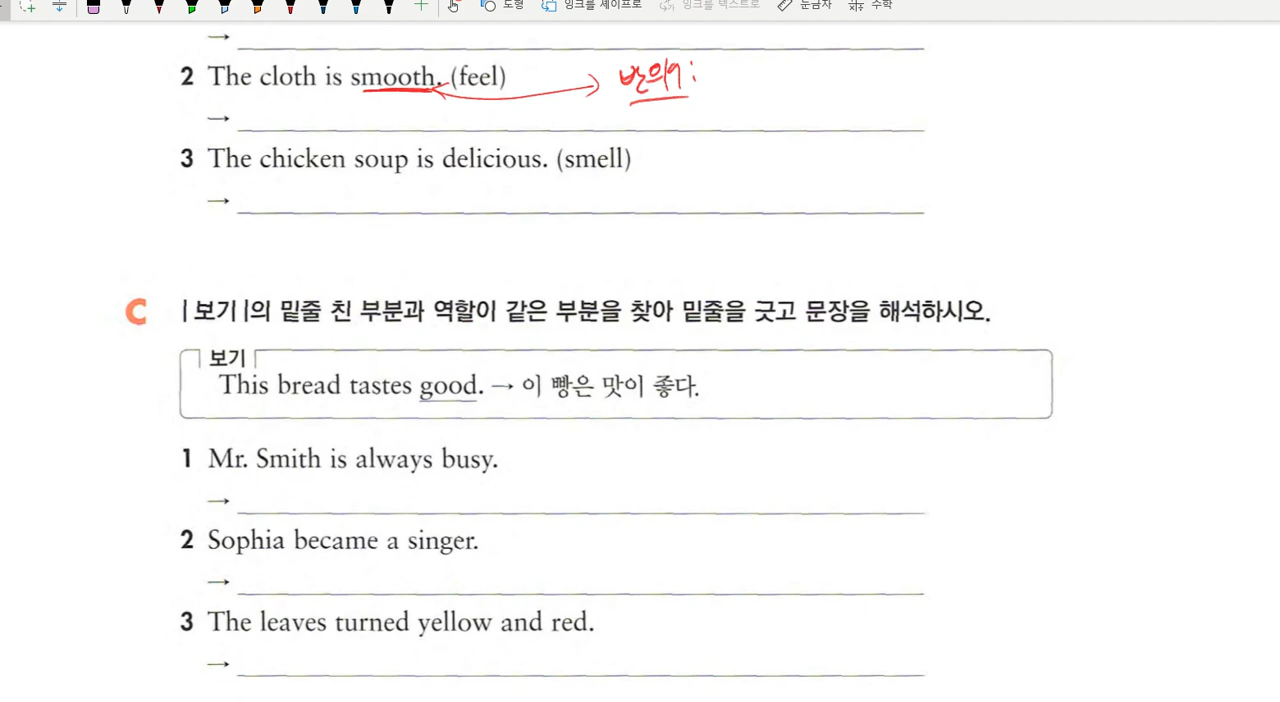 도형 잉크를 셰이프로 잉크를 텍스트로 눈금자 수학
→
2 The cloth is smooth. (feel) 반의어:
→
3 The chicken soup is delicious. (smell)
→
C |보기|의 밑줄 친 부분과 역할이 같은 부분을 찾아 밑줄을 긋고 문장을 해석하시오.
보기
This bread tastes good. → 이 빵은 맛이 좋다.
1 Mr. Smith is always busy.
→
2 Sophia became a singer.
→
3 The leaves turned yellow and red.
→